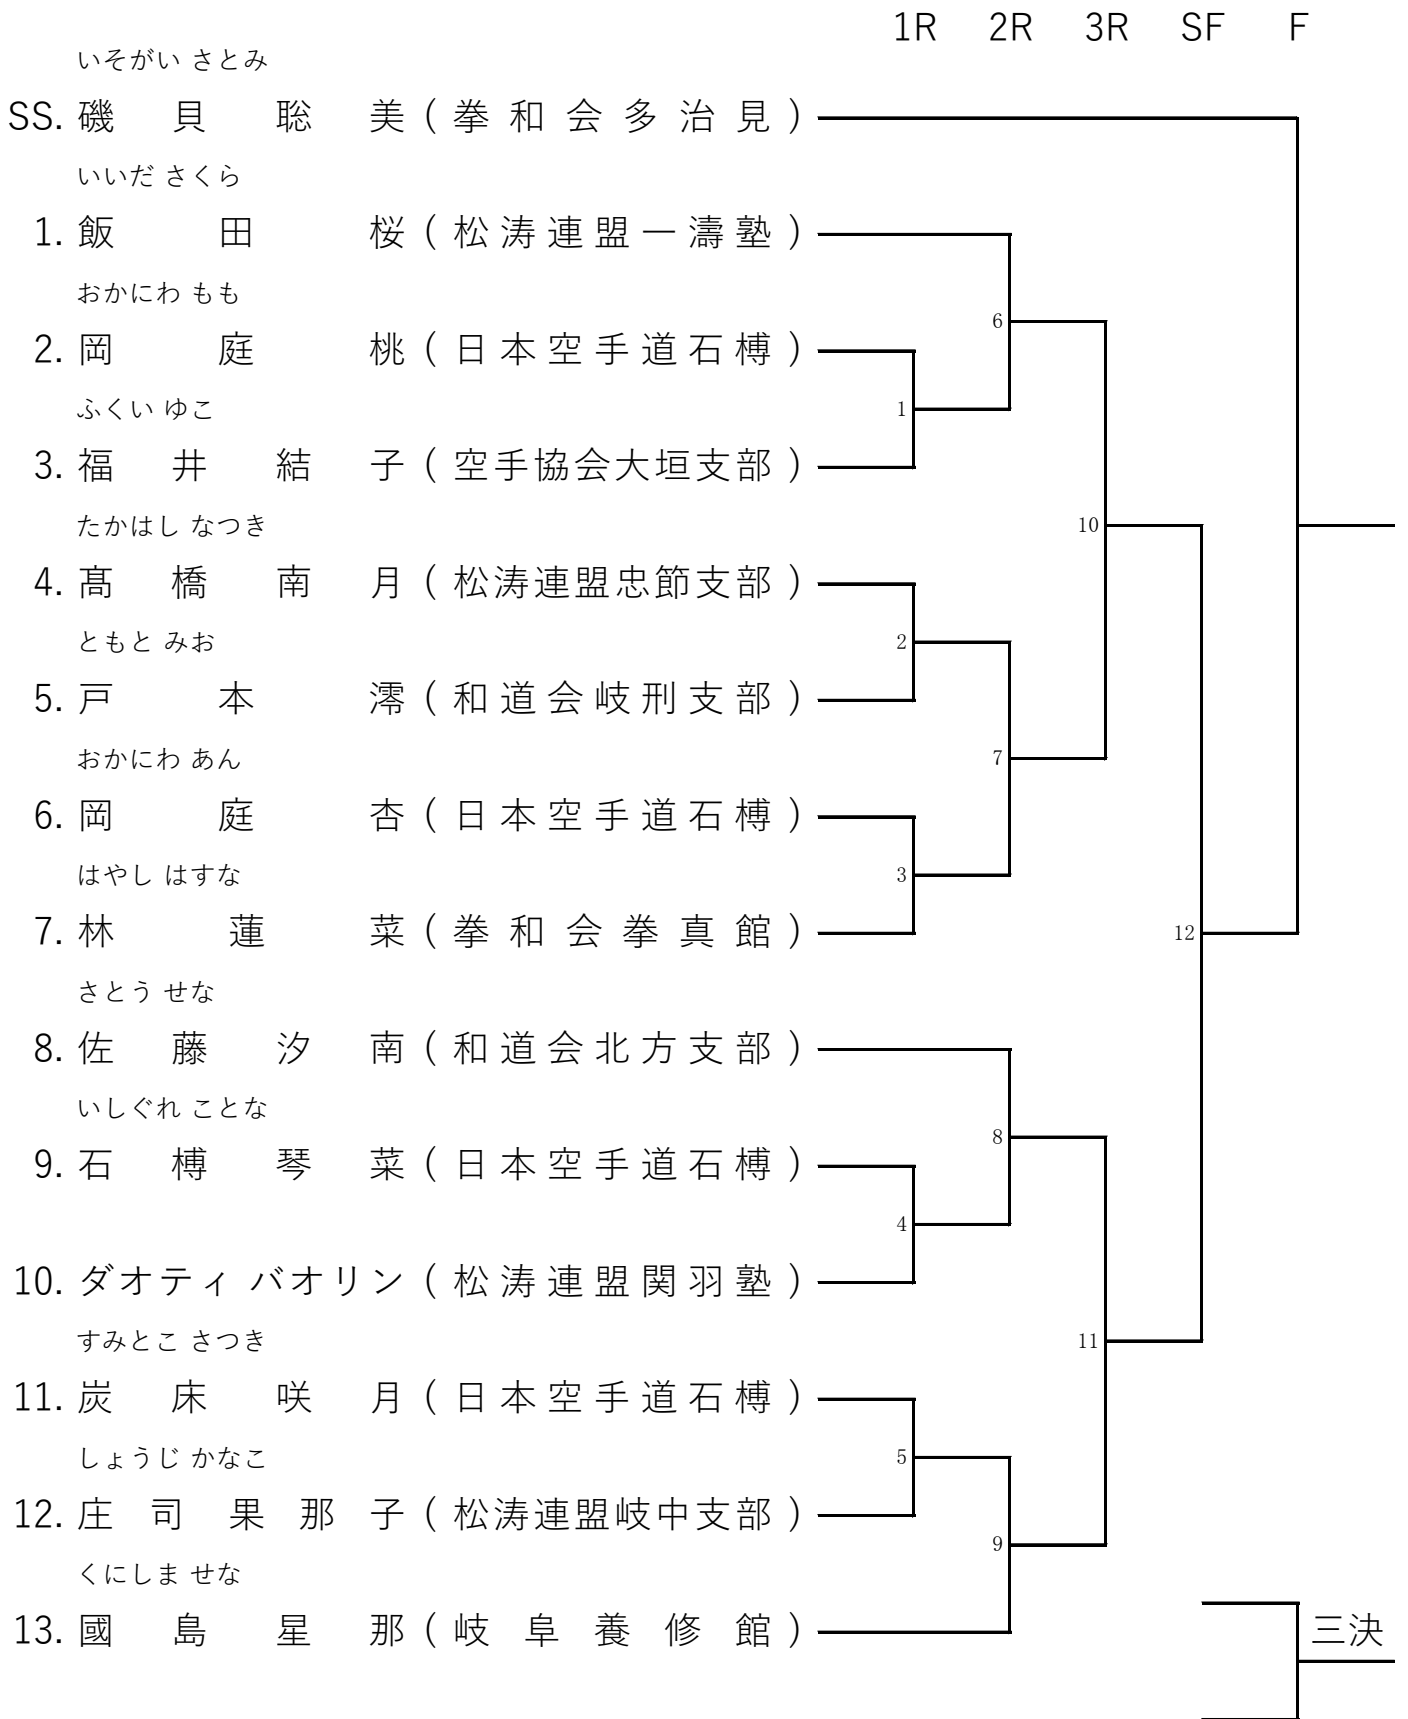 1R 2R 3R SF F
いそがい さとみ
SS. 磯貝聡美 (拳和会多治見)
いいだ さくら
1. 飯田桜 (松涛連盟一濤塾)
おかにわ もも
6
2. 岡庭桃 (日本空手道石榑)
ふくい ゆこ
1
3. 福井結子 (空手協会大垣支部)
たかはし なつき
10
4. 髙橋南月 (松涛連盟忠節支部)
ともと みお
2
5. 戸本澪 (和道会岐刑支部)
おかにわ あん
7
6. 岡庭杏 (日本空手道石榑)
はやし はすな
3
7. 林蓮菜 (拳和会拳真館)
12
さとう せな
8. 佐藤汐南 (和道会北方支部)
いしぐれ ことな
8
9. 石榑琴菜 (日本空手道石榑)
4
10. ダオティ バオリン (松涛連盟関羽塾)
すみとこ さつき
11
11. 炭床咲月 (日本空手道石榑)
しょうじ かなこ
5
12. 庄司果那子 (松涛連盟岐中支部)
くにしま せな
9
13. 國島星那 (岐阜養修館)
三決